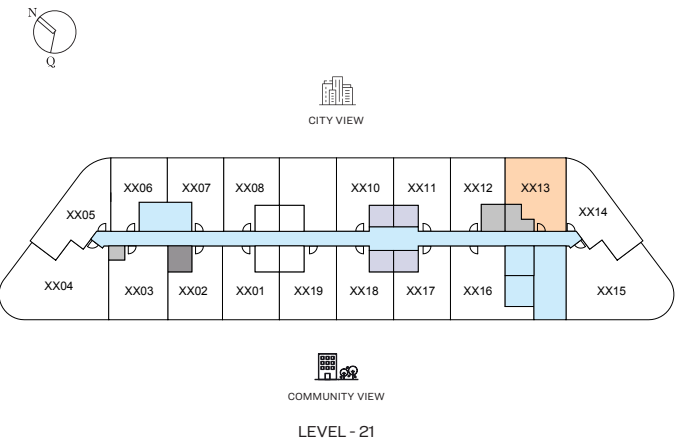 N
Q
CITY VIEW
XX06 XX07 XX08 XX10 XX11 XX12 XX13
XX05 XX14
XX04 XX03 XX02 XX01 XX19 XX18 XX17 XX16 XX15
COMMUNITY VIEW
LEVEL - 21